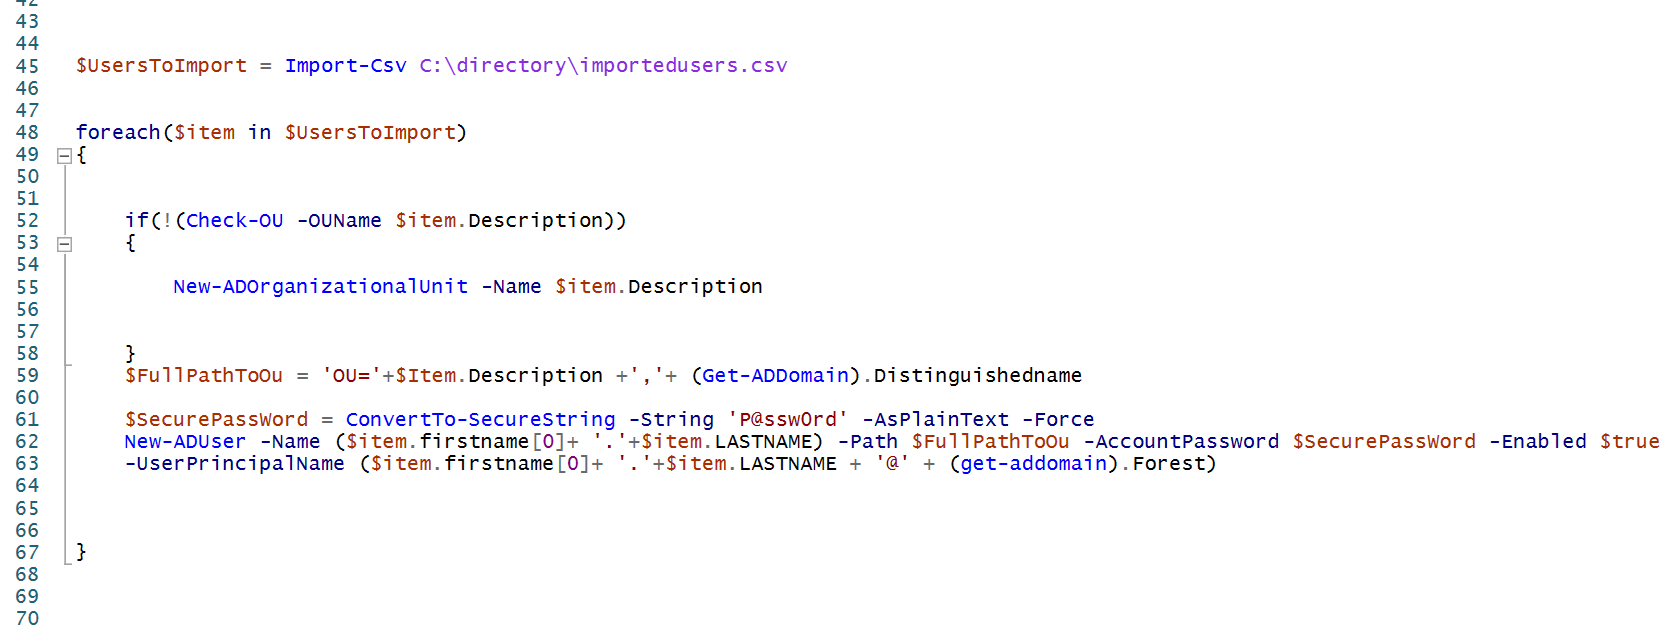 43
44
45 $UsersToImport = Import-Csv C:\directory\importedusers.csv
46
47
48 foreach($item in $UsersToImport)
49 {
50
51
52 if(!(Check-OU -OUName $item.Description))
53 {
54
55 New-ADOrganizationalUnit -Name $item.Description
56
57
58 }
59 $FullPathToOu = 'OU='+$Item.Description +','+ (Get-ADDomain).Distinguishedname
60
61 $SecurePassWord = ConvertTo-SecureString -String 'P@ssw0rd' -AsPlainText -Force
62 New-ADUser -Name ($item.firstname[0]+ '.'+$item.LASTNAME) -Path $FullPathToOu -AccountPassword $SecurePassWord -Enabled $true
63 -UserPrincipalName ($item.firstname[0]+ '.'+$item.LASTNAME + '@' + (get-addomain).Forest)
64
65
66
67 }
68
69
70